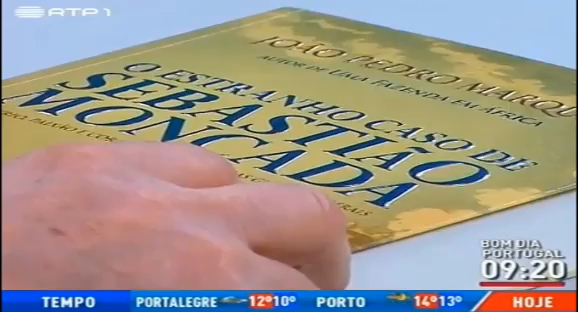 RTP 1
JOÃO PEDRO MARQU
AUTOR DE UMA FAZENDA EM ÁFRICA
O ESTRANHO CASO DE
SEBASTIÃO
MONCADA
BOM DIA
PORTUGAL
09:20
TEMPO PORTALEGRE 12º10º PORTO 14º13º HOJE